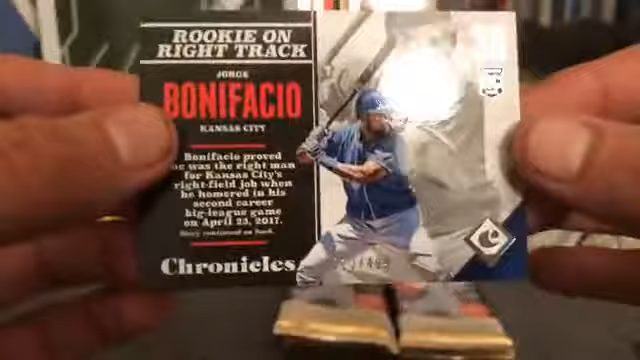 ROOKIE ON
RIGHT TRACK
JORGE
BONIFACIO
KANSAS CITY
Bonifacio proved
he was the right man
for Kansas City's
right-field job when
he homered in his
second career
big-league game
on April 23, 2017.
Story continued on back.
Chronicles